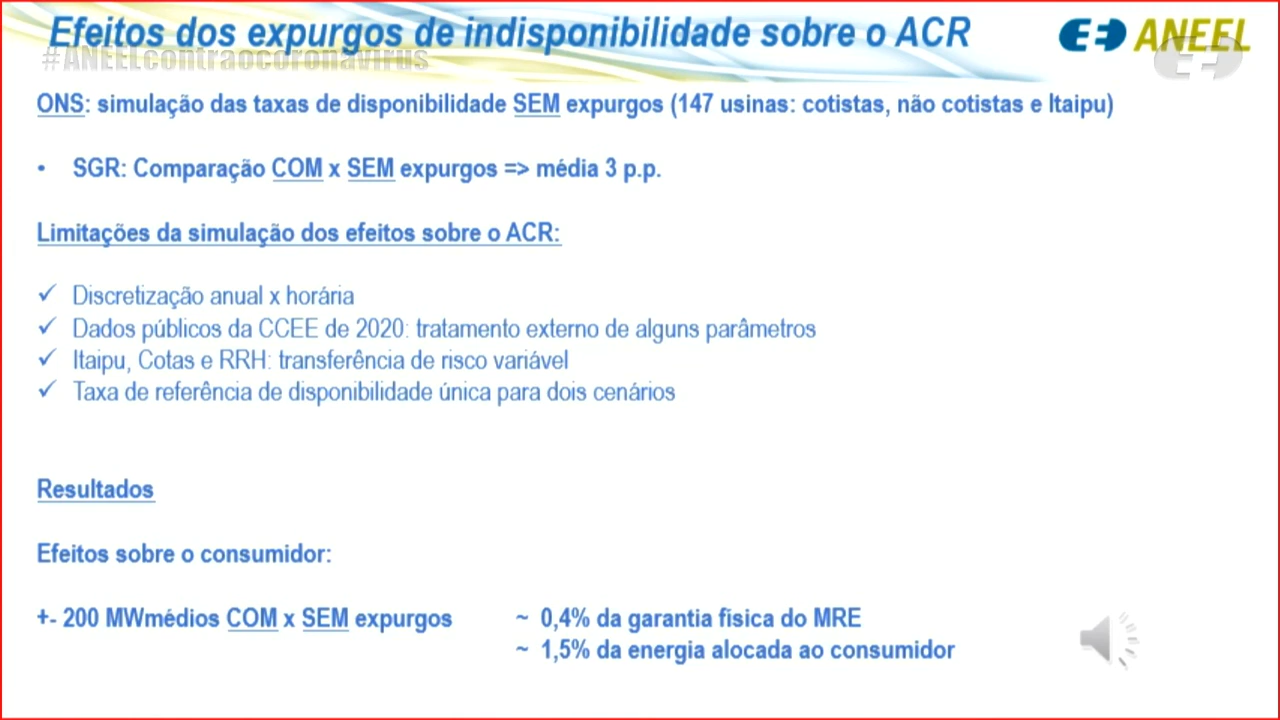 Efeitos dos expurgos de indisponibilidade sobre o ACR
ANEEL
#ANEELcontraocoronavirus
ONS: simulação das taxas de disponibilidade SEM expurgos (147 usinas: cotistas, não cotistas e Itaipu)
• SGR: Comparação COM x SEM expurgos => média 3 p.p.
Limitações da simulação dos efeitos sobre o ACR:
✓ Discretização anual x horária
✓ Dados públicos da CCEE de 2020: tratamento externo de alguns parâmetros
✓ Itaipu, Cotas e RRH: transferência de risco variável
✓ Taxa de referência de disponibilidade única para dois cenários
Resultados
Efeitos sobre o consumidor:
+- 200 MWmédios COM x SEM expurgos ~ 0,4% da garantia física do MRE
~ 1,5% da energia alocada ao consumidor